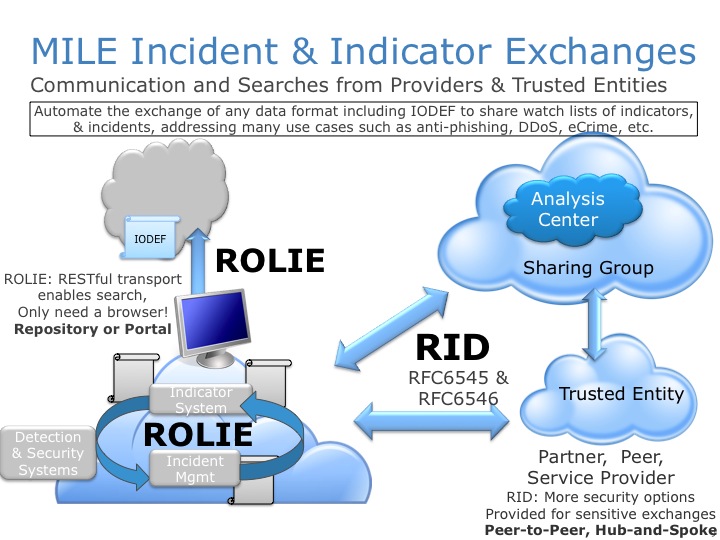 MILE Incident & Indicator Exchanges
Communication and Searches from Providers & Trusted Entities
Automate the exchange of any data format including IODEF to share watch lists of indicators,
& incidents, addressing many use cases such as anti-phishing, DDoS, eCrime, etc.
IODEF
ROLIE
ROLIE: RESTful transport
enables search,
Only need a browser!
Repository or Portal
Analysis
Center
Sharing Group
RID
RFC6545 &
RFC6546
Trusted Entity
Indicator
System
ROLIE
Detection
& Security
Systems
Incident
Mgmt
Partner, Peer,
Service Provider
RID: More security options
Provided for sensitive exchanges
Peer-to-Peer, Hub-and-Spoke